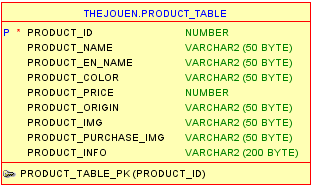 THEJOUEN.PRODUCT_TABLE
P * PRODUCT_ID NUMBER
PRODUCT_NAME VARCHAR2 (50 BYTE)
PRODUCT_EN_NAME VARCHAR2 (50 BYTE)
PRODUCT_COLOR VARCHAR2 (50 BYTE)
PRODUCT_PRICE NUMBER
PRODUCT_ORIGIN VARCHAR2 (50 BYTE)
PRODUCT_IMG VARCHAR2 (50 BYTE)
PRODUCT_PURCHASE_IMG VARCHAR2 (50 BYTE)
PRODUCT_INFO VARCHAR2 (200 BYTE)
PRODUCT_TABLE_PK (PRODUCT_ID)